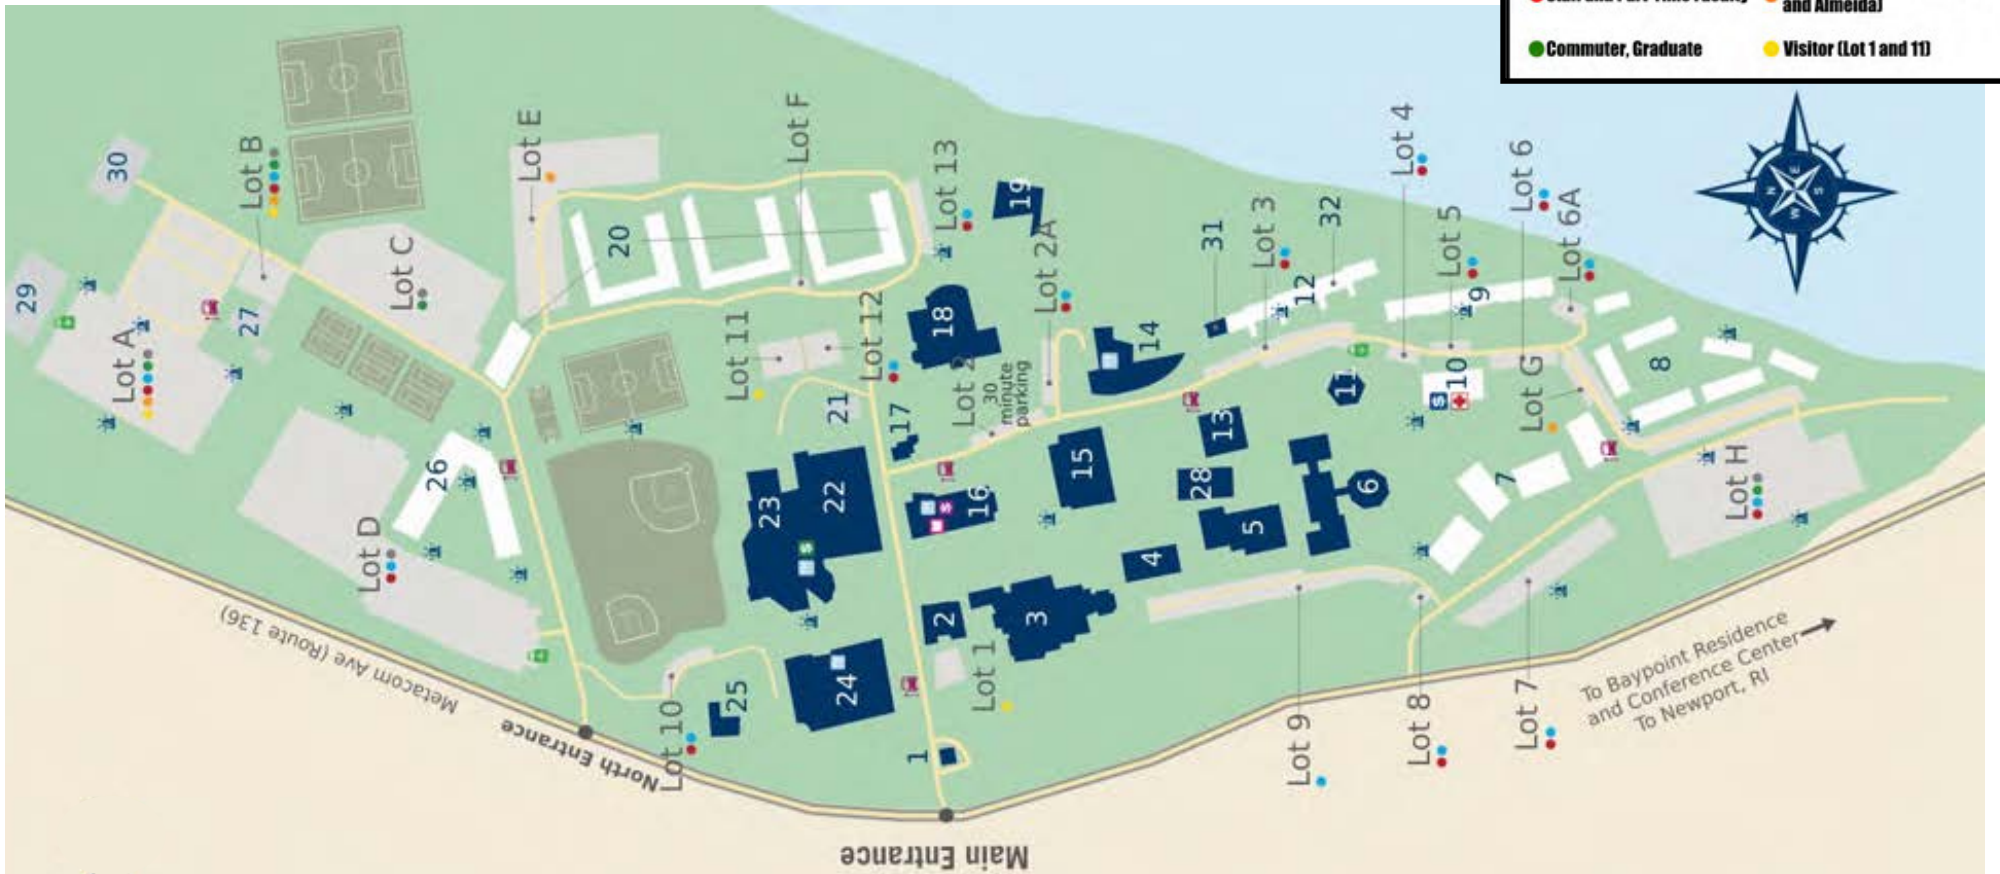 Staff and Part-Time Faculty
and Almeida)
Commuter, Graduate
Visitor (Lot 1 and 11)
30
Lot B
29
Lot A
27
Lot C
Lot E
Lot F
20
Lot 13
19
Lot 2A
31
Lot 3
32
12
Lot 4
Lot 5
9
Lot 6
Lot 6A
N
E
S
W
Lot 11
Lot 12
18
21
17
Lot 2
30
minute
parking
14
11
S
10
Lot G
8
26
Lot D
23
22
S
16
S
15
13
28
5
6
7
Lot H
4
2
3
Lot 1
24
25
Lot 10
1
Lot 9
Lot 8
Lot 7
Metacom Ave (Route 136)
North Entrance
Main Entrance
To Baypoint Residence
and Conference Center
To Newport, RI